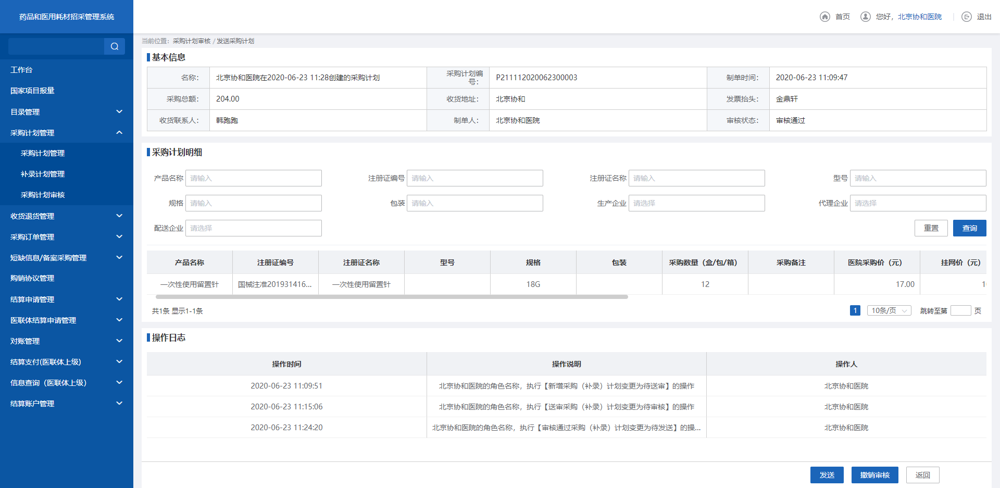 药品和医用耗材招采管理系统
首页
您好，北京协和医院
退出
工作台
国家项目报量
目录管理
采购计划管理
采购计划管理
补录计划管理
采购计划审核
收货退货管理
采购订单管理
短缺信息/备案采购管理
购销协议管理
结算申请管理
医联体结算申请管理
对账管理
结算支付(医联体上级)
信息查询（医联体上级）
结算账户管理
当前位置： 采购计划审核 / 发送采购计划
基本信息
名称： 北京协和医院在2020-06-23 11:28创建的采购计划 采购计划编号： P211112020062300003 制单时间： 2020-06-23 11:09:47
采购总额： 204.00 收货地址： 北京协和 发票抬头： 金鼎轩
收货联系人： 韩跑跑 制单人： 北京协和医院 审核状态： 审核通过
采购计划明细
产品名称 请输入 注册证编号 请输入 注册证名称 请输入 型号 请输入
规格 请输入 包装 请输入 生产企业 请选择 代理企业 请选择
配送企业 请选择 重置 查询
产品名称 注册证编号 注册证名称 型号 规格 包装 采购数量（盒/包/箱） 采购备注 医院采购价（元） 挂网价（元）
一次性使用留置针 国械注准201931416... 一次性使用留置针 18G 12 17.00 1
共1条 显示1-1条 1 10条/页 跳转至第 页
操作日志
操作时间 操作说明 操作人
2020-06-23 11:09:51 北京协和医院的角色名称，执行【新增采购（补录）计划变更为待送审】的操作 北京协和医院
2020-06-23 11:15:06 北京协和医院的角色名称，执行【送审采购（补录）计划变更为待审核】的操作 北京协和医院
2020-06-23 11:24:20 北京协和医院的角色名称，执行【审核通过采购（补录）计划变更为待发送】的操... 北京协和医院
发送 撤销审核 返回